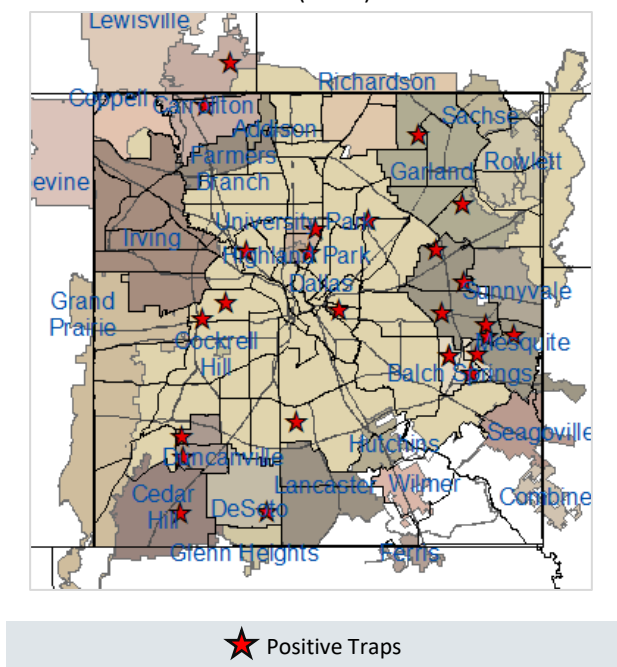 Lewisville
Richardson
Coppell
Carrollton
Addison
Sachse
Farmers
Branch
Garland
Rowlett
evine
University Park
Irving
Highland Park
Dallas
Sunnyvale
Grand
Prairie
Cockrell
Hill
Mesquite
Balch Springs
Seagoville
Hutchins
Duncanville
Lancaster
Wilmer
Cedar
Hill
DeSoto
Combine
Glenn Heights
Ferris
Positive Traps